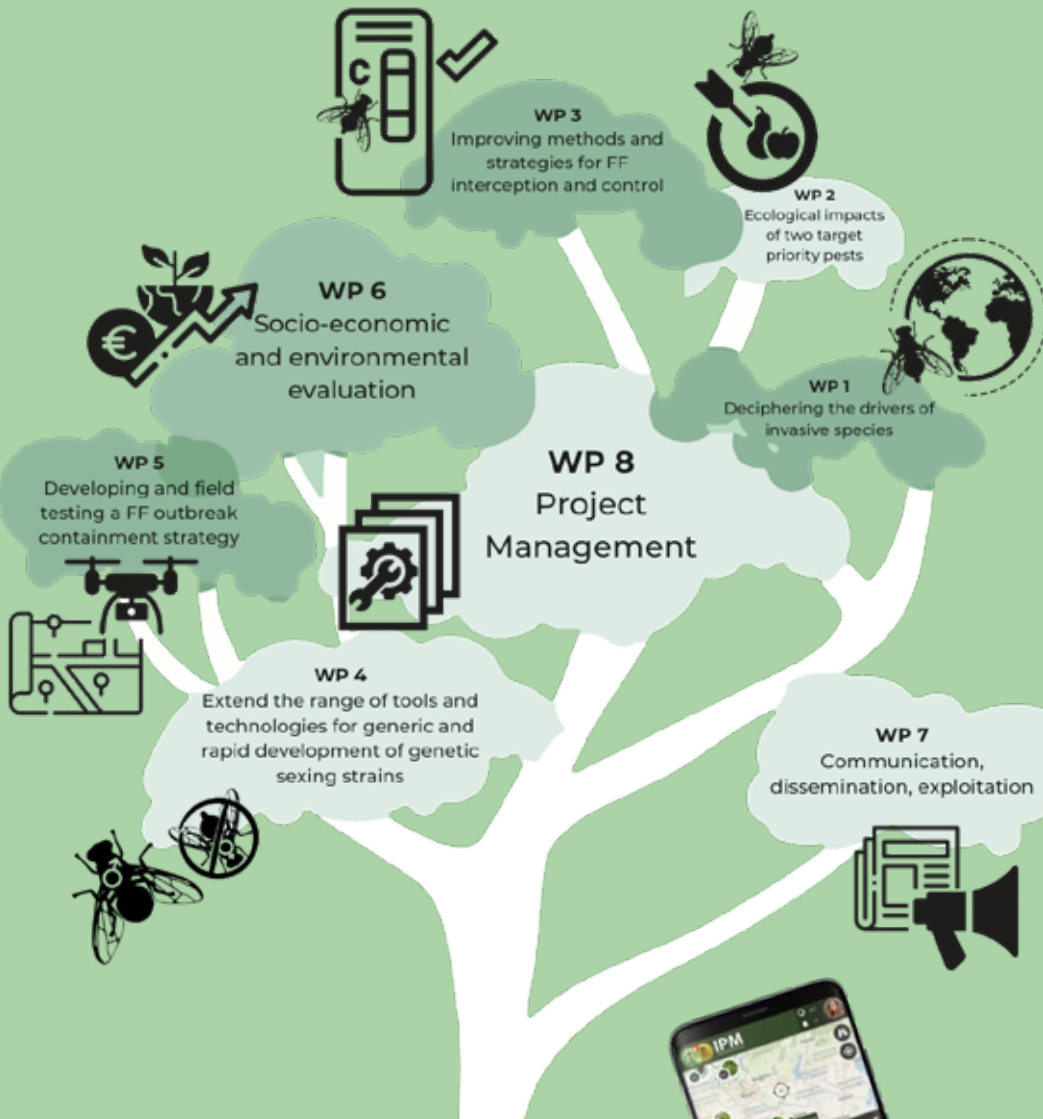 C
WP 3
Improving methods and
strategies for FF
interception and control
WP 2
Ecological impacts
of two target
priority pests
WP 6
Socio-economic
and environmental
evaluation
€
WP 1
Deciphering the drivers of
invasive species
WP 5
Developing and field
testing a FF outbreak
containment strategy
WP 8
Project
Management
WP 4
Extend the range of tools and
technologies for generic and
rapid development of genetic
sexing strains
WP 7
Communication,
dissemination, exploitation
IPM